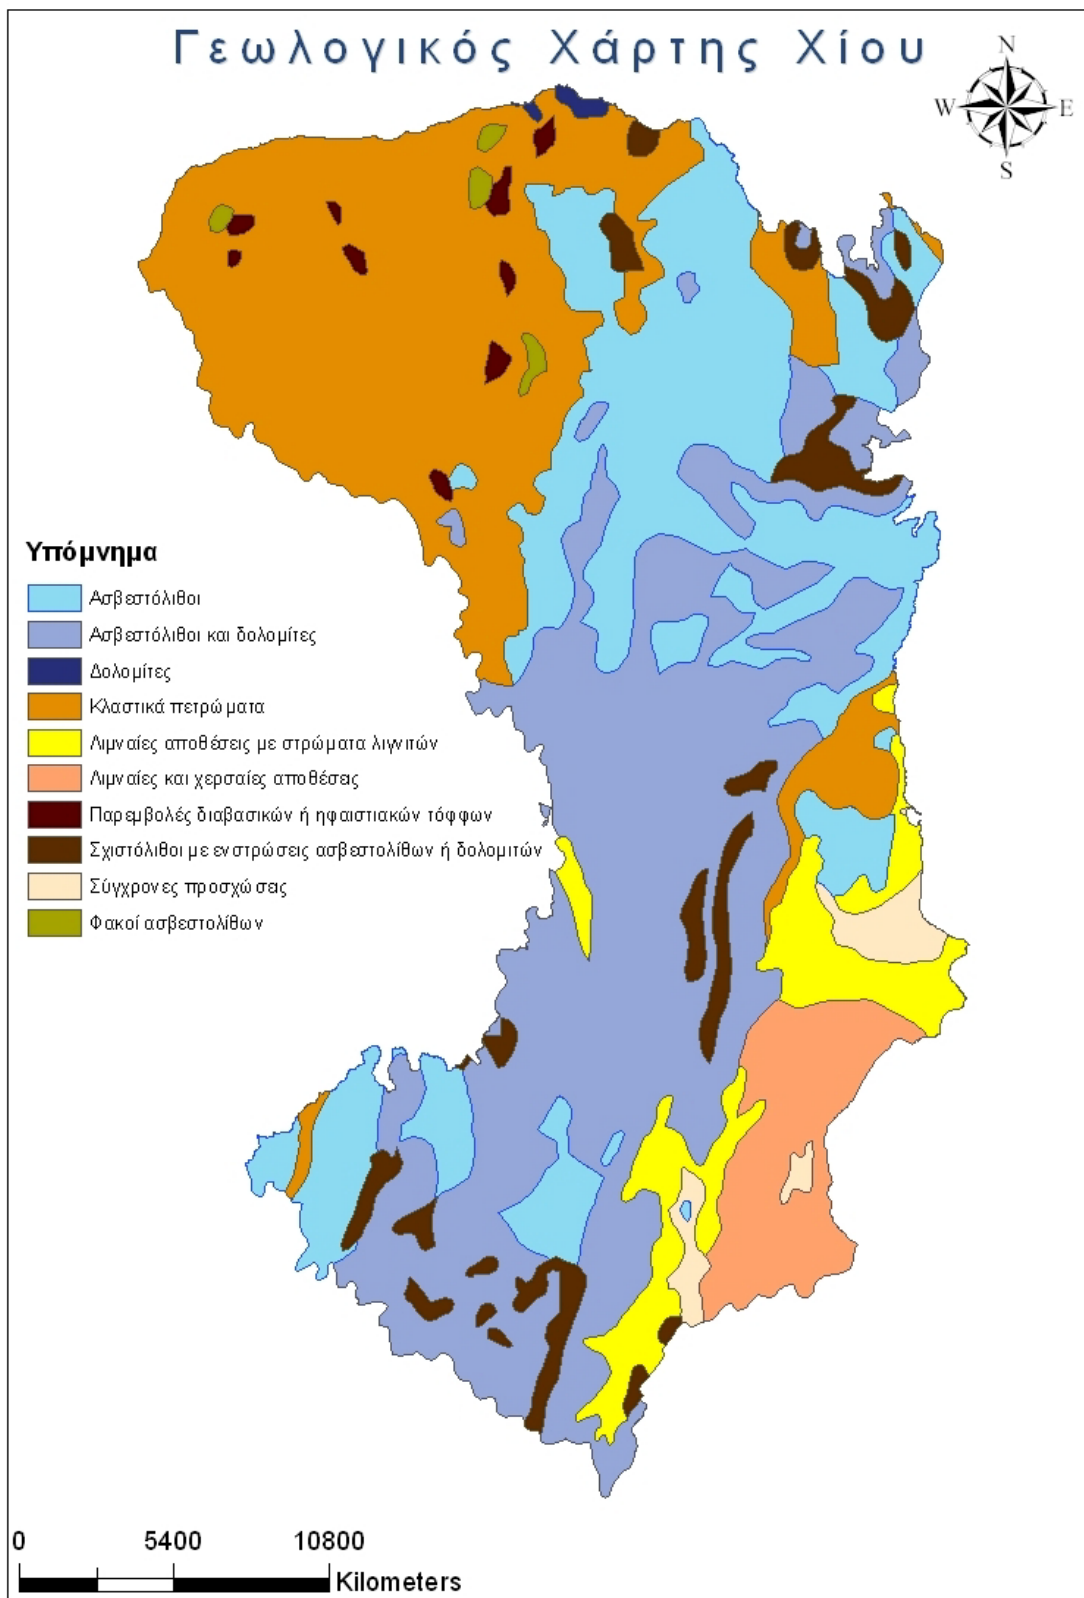 Γεωλογικός Χάρτης Χίου
N
W E
S
Υπόμνημα
Ασβεστόλιθοι
Ασβεστόλιθοι και δολομίτες
Δολομίτες
Κλαστικά πετρώματα
Λιμναίες αποθέσεις με στρώματα λιγνιτών
Λιμναίες και χερσαίες αποθέσεις
Παρεμβολές διαβασικών ή ηφαιστιακών τόφφων
Σχιστόλιθοι με ενστρώσεις ασβεστολίθων ή δολομιτών
Σύγχρονες προσχώσεις
Φακοί ασβεστολίθων
0 5400 10800
Kilometers